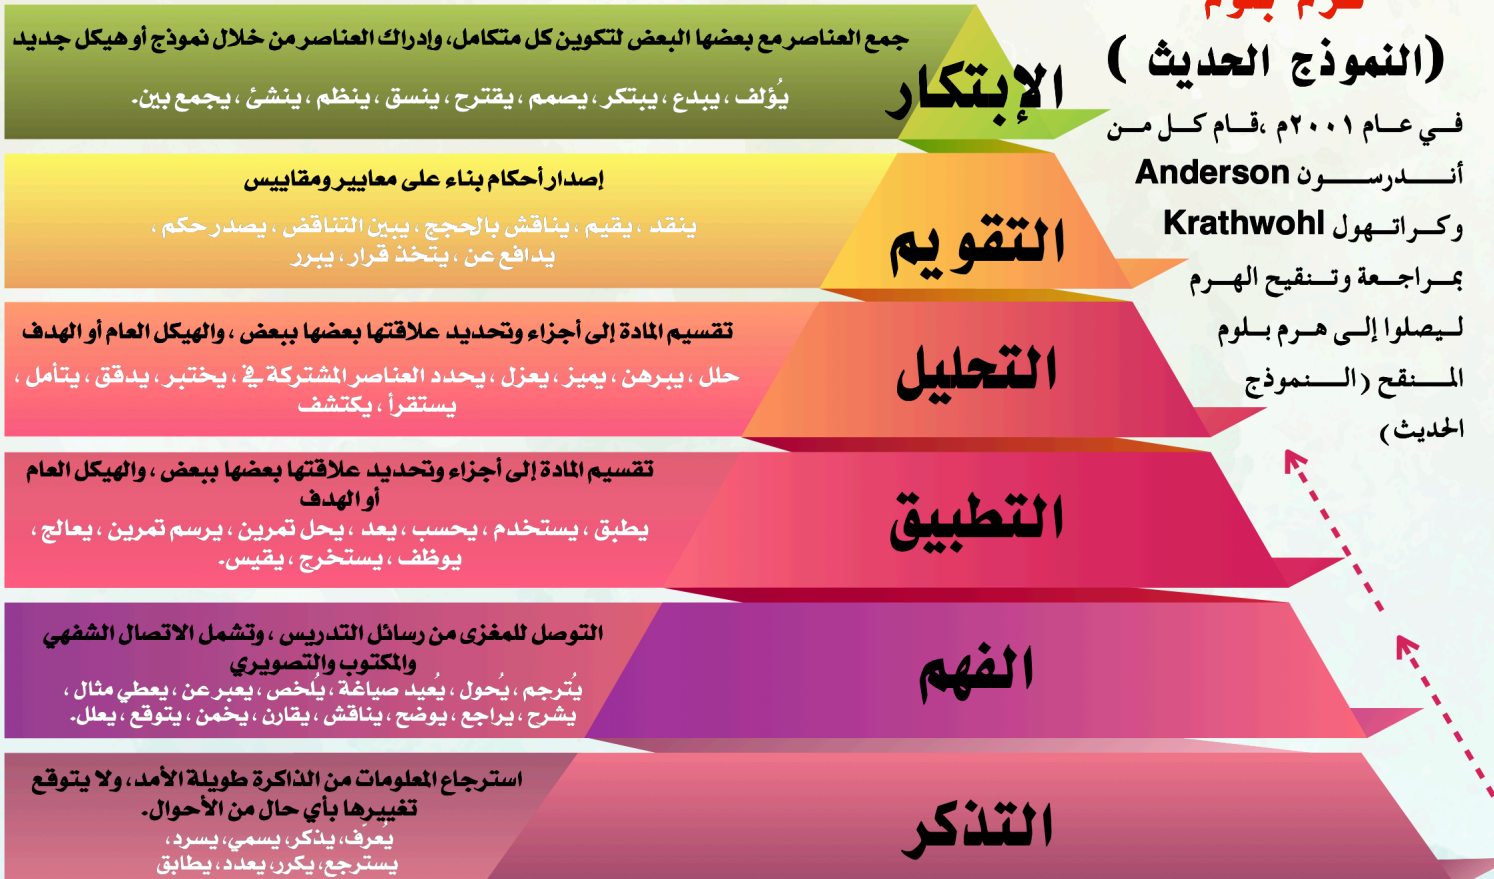 هرم بلوم
(النموذج الحديث )
في عام ٢٠٠١م ،قام كل من
أندرسون Anderson
وكراتهول Krathwohl
بمراجعة وتنقيح الهرم
ليصلوا إلى هرم بلوم
المنقح (النموذج
الحديث)
الإبتكار
جمع العناصر مع بعضها البعض لتكوين كل متكامل، وإدراك العناصر من خلال نموذج أو هيكل جديد
يُؤلف ، يبدع ، يبتكر ، يصمم ، يقترح ، ينسق ، ينظم ، ينشئ ، يجمع بين.
التقويم
إصدار أحكام بناء على معايير ومقاييس
ينقد ، يقيم ، يناقش بالحجج ، يبين التناقض ، يصدر حكم ،
يدافع عن ، يتخذ قرار ، يبرر
التحليل
تقسيم المادة إلى أجزاء وتحديد علاقتها بعضها ببعض ، والهيكل العام أو الهدف
حلل ، يبرهن ، يميز ، يعزل ، يحدد العناصر المشتركة في ، يختبر ، يدقق ، يتأمل ،
يستقرأ ، يكتشف
التطبيق
تقسيم المادة إلى أجزاء وتحديد علاقتها بعضها ببعض ، والهيكل العام
أو الهدف
يطبق ، يستخدم ، يحسب ، يعد ، يحل تمرين ، يرسم تمرين ، يعالج ،
يوظف ، يستخرج ، يقيس.
الفهم
التوصل للمغزى من رسائل التدريس ، وتشمل الاتصال الشفهي
والمكتوب والتصويري
يُترجم ، يُحول ، يُعيد صياغة ، يُلخص ، يعبر عن ، يعطي مثال ،
يشرح ، يراجع ، يوضح ، يناقش ، يقارن ، يخمن ، يتوقع ، يعلل.
التذكر
استرجاع المعلومات من الذاكرة طويلة الأمد، ولا يتوقع
تغييرها بأي حال من الأحوال.
يُعرّف، يذكر، يسمي، يسرد،
يسترجع، يكرر، يعدد، يطابق